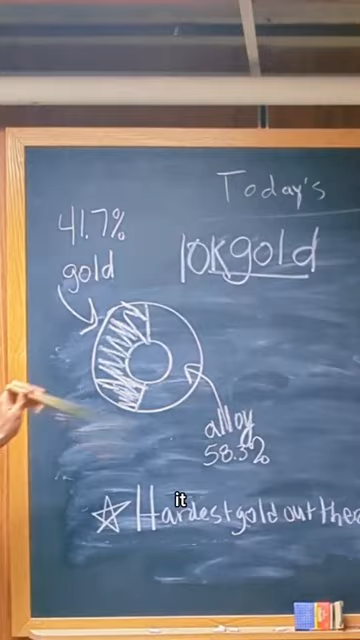 Today's
41.7%
gold
10K gold
alloy
58.3%
Hardest gold out there
it